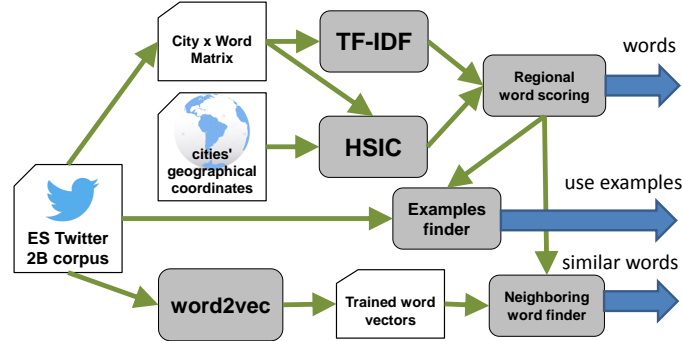 City x Word
Matrix
TF-IDF
Regional
word scoring
words
cities'
geographical
coordinates
HSIC
ES Twitter
2B corpus
Examples
finder
use examples
word2vec
Trained word
vectors
Neighboring
word finder
similar words